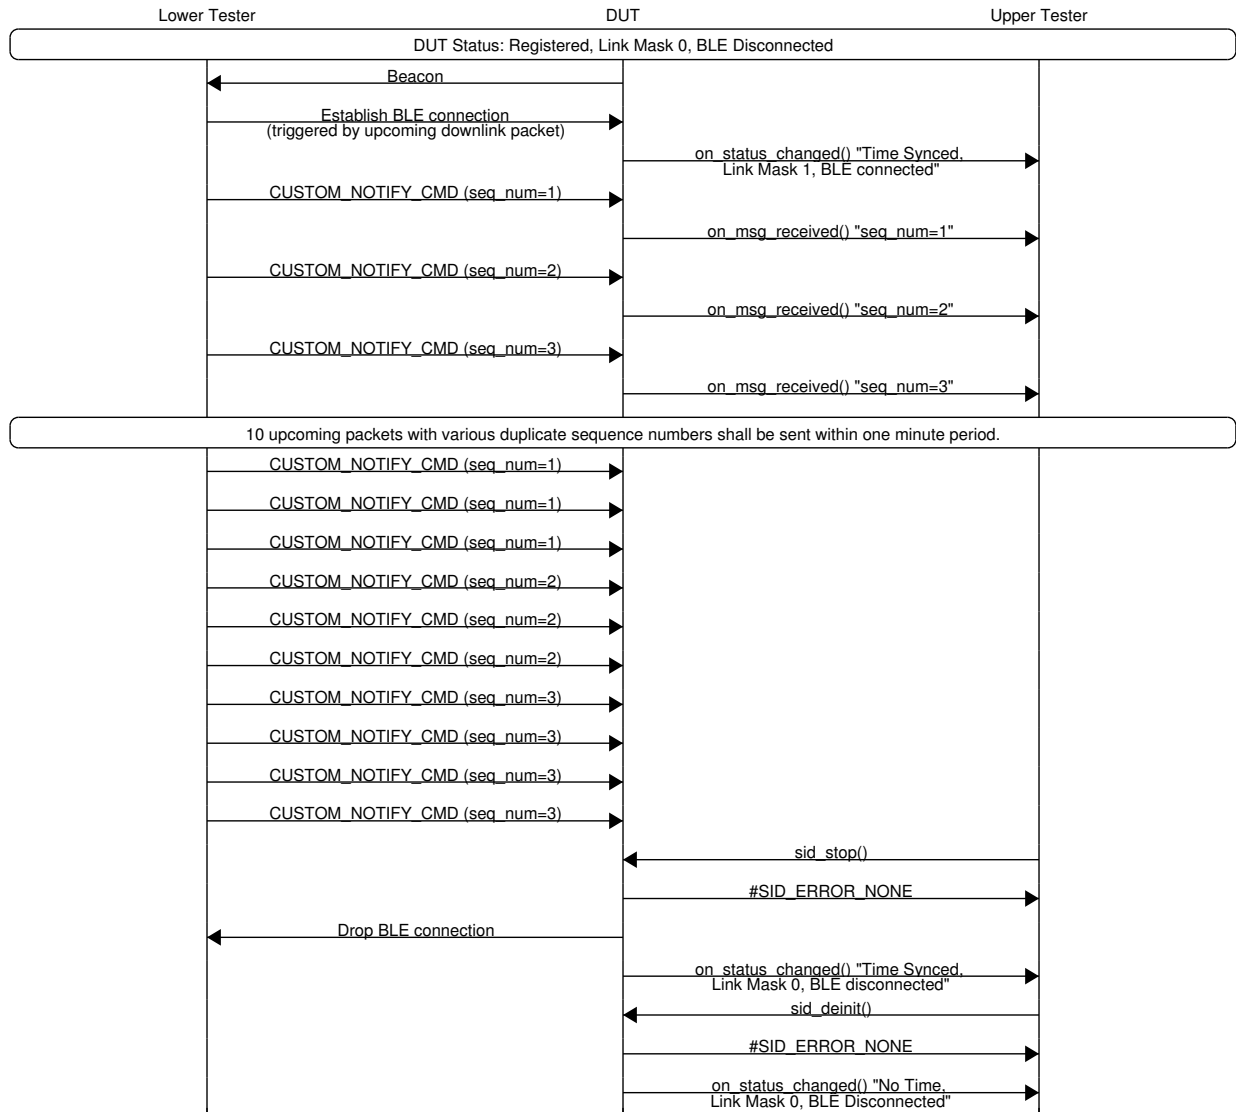 Lower Tester DUT Upper Tester
DUT Status: Registered, Link Mask 0, BLE Disconnected
Beacon
Establish BLE connection
(triggered by upcoming downlink packet)
on_status_changed() "Time Synced,
Link Mask 1, BLE connected"
CUSTOM_NOTIFY_CMD (seq_num=1)
on_msg_received() "seq_num=1"
CUSTOM_NOTIFY_CMD (seq_num=2)
on_msg_received() "seq_num=2"
CUSTOM_NOTIFY_CMD (seq_num=3)
on_msg_received() "seq_num=3"
10 upcoming packets with various duplicate sequence numbers shall be sent within one minute period.
CUSTOM_NOTIFY_CMD (seq_num=1)
CUSTOM_NOTIFY_CMD (seq_num=1)
CUSTOM_NOTIFY_CMD (seq_num=1)
CUSTOM_NOTIFY_CMD (seq_num=2)
CUSTOM_NOTIFY_CMD (seq_num=2)
CUSTOM_NOTIFY_CMD (seq_num=2)
CUSTOM_NOTIFY_CMD (seq_num=3)
CUSTOM_NOTIFY_CMD (seq_num=3)
CUSTOM_NOTIFY_CMD (seq_num=3)
CUSTOM_NOTIFY_CMD (seq_num=3)
sid_stop()
#SID_ERROR_NONE
Drop BLE connection
on_status_changed() "Time Synced,
Link Mask 0, BLE disconnected"
sid_deinit()
#SID_ERROR_NONE
on_status_changed() "No Time,
Link Mask 0, BLE Disconnected"